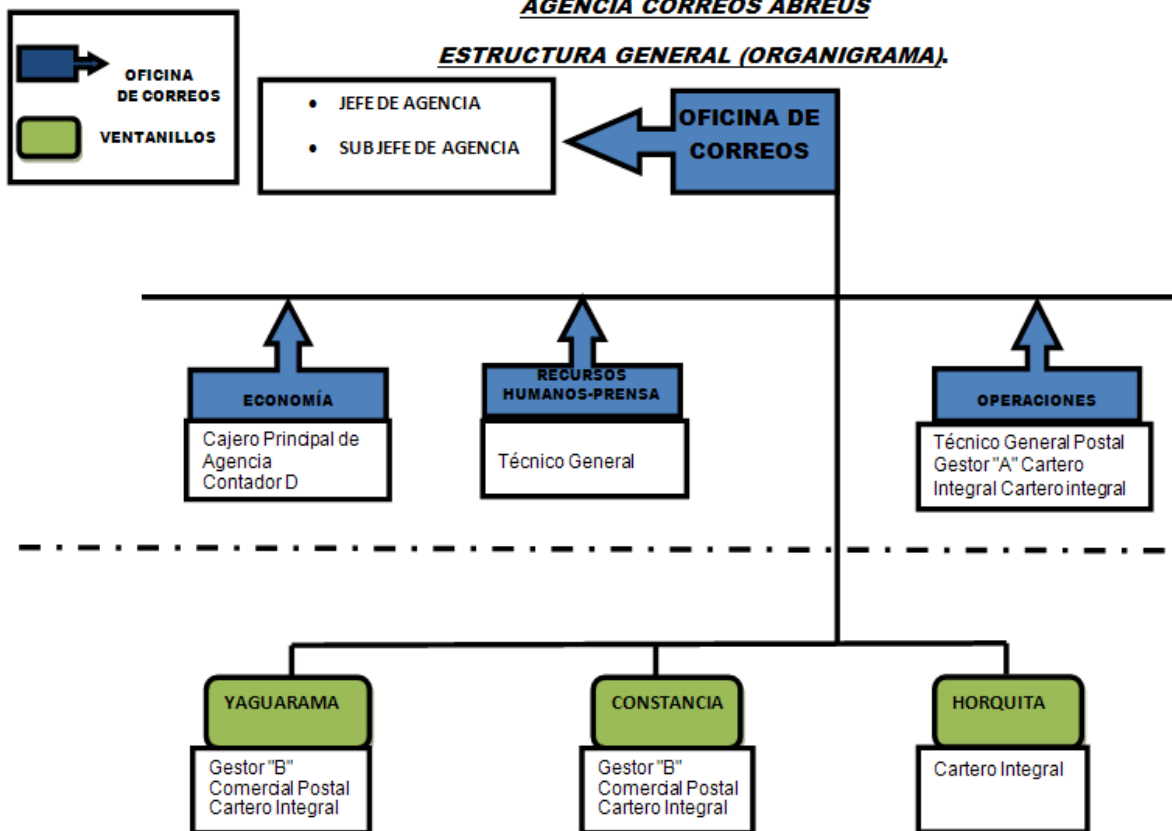 AGENCIA CORREOS ABREUS
ESTRUCTURA GENERAL (ORGANIGRAMA).
OFICINA
DE CORREOS
VENTANILLOS
• JEFE DE AGENCIA
• SUB JEFE DE AGENCIA
OFICINA DE
CORREOS
ECONOMÍA
Cajero Principal de
Agencia
Contador D
RECURSOS
HUMANOS-PRENSA
Técnico General
OPERACIONES
Técnico General Postal
Gestor "A" Cartero
Integral Cartero integral
YAGUARAMA
Gestor "B"
Comercial Postal
Cartero Integral
CONSTANCIA
Gestor "B"
Comercial Postal
Cartero Integral
HORQUITA
Cartero Integral